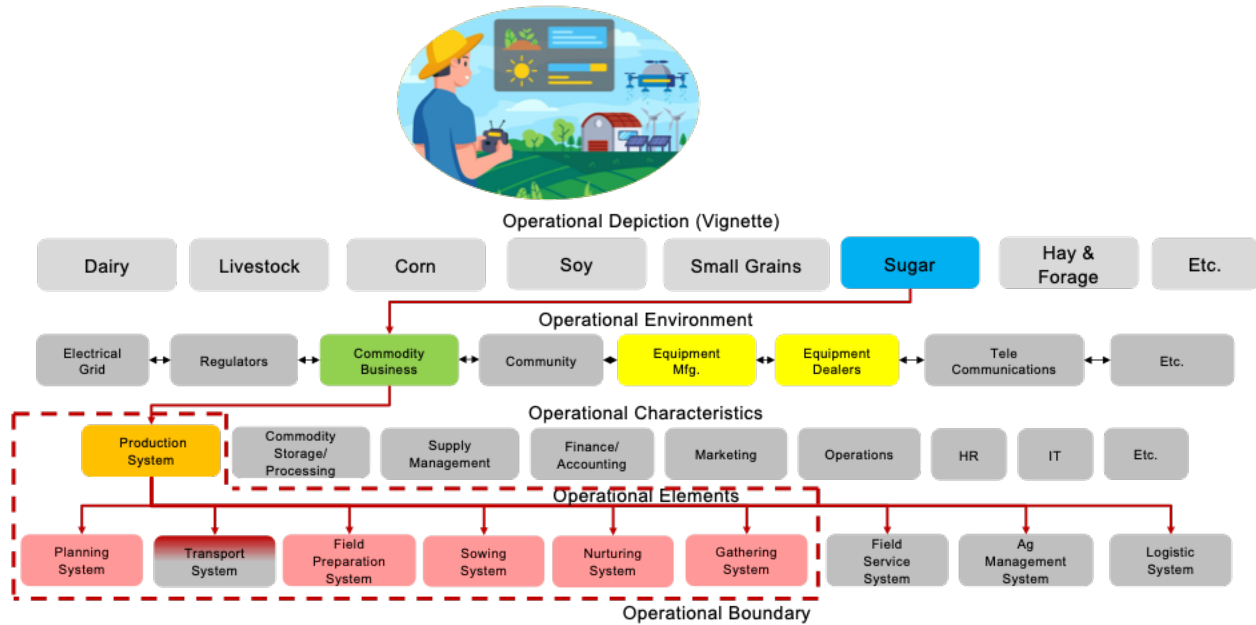 Operational Depiction (Vignette)
Dairy
Livestock
Corn
Soy
Small Grains
Sugar
Hay &
Forage
Etc.
Operational Environment
Electrical
Grid
Regulators
Commodity
Business
Community
Equipment
Mfg.
Equipment
Dealers
Tele
Communications
Etc.
Operational Characteristics
Production
System
Commodity
Storage/
Processing
Supply
Management
Finance/
Accounting
Marketing
Operations
HR
IT
Etc.
Operational Elements
Planning
System
Transport
System
Field
Preparation
System
Sowing
System
Nurturing
System
Gathering
System
Field
Service
System
Ag
Management
System
Logistic
System
Operational Boundary